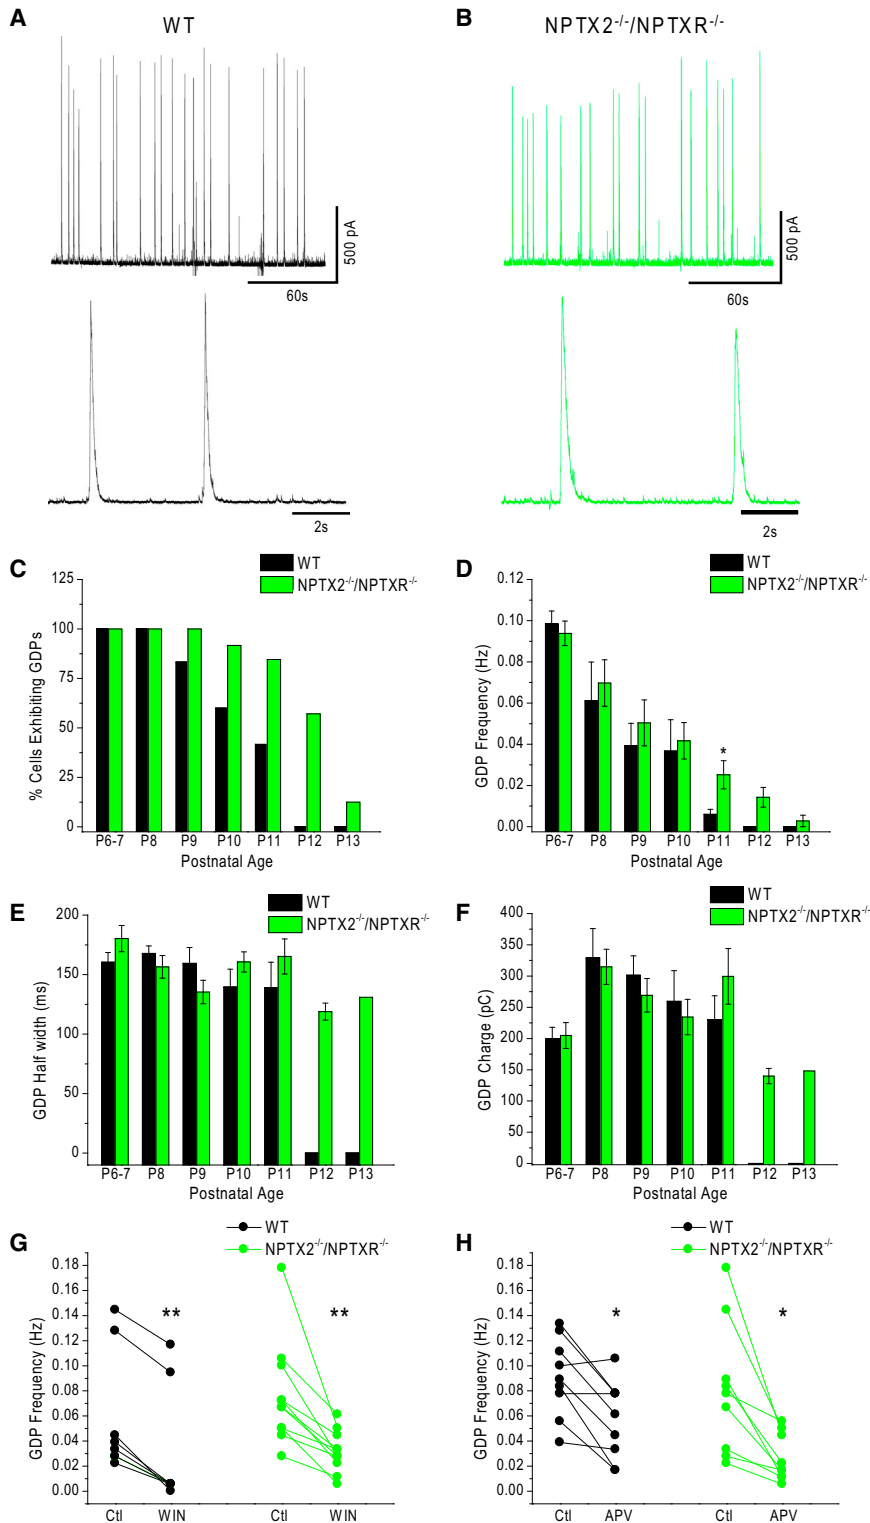 A
WT
B
NPTX2-/-/NPTXR-/-
500 pA
60s
500 pA
60s
2s
2s
C
WT
NPTX2-/-/NPTXR-/-
% Cells Exhibiting GDPs
125
100
75
50
25
0
P6-7 P8 P9 P10 P11 P12 P13
Postnatal Age
D
WT
NPTX2-/-/NPTXR-/-
GDP Frequency (Hz)
0.12
0.10
0.08
0.06
0.04
0.02
0.00
*
P6-7 P8 P9 P10 P11 P12 P13
Postnatal Age
E
WT
NPTX2-/-/NPTXR-/-
GDP Half width (ms)
200
150
100
50
0
P6-7 P8 P9 P10 P11 P12 P13
Postnatal Age
F
WT
NPTX2-/-/NPTXR-/-
GDP Charge (pC)
400
350
300
250
200
150
100
50
0
P6-7 P8 P9 P10 P11 P12 P13
Postnatal Age
G
WT
NPTX2-/-/NPTXR-/-
GDP Frequency (Hz)
0.18
0.16
0.14
0.12
0.10
0.08
0.06
0.04
0.02
0.00
** **
Ctl WIN Ctl WIN
H
WT
NPTX2-/-/NPTXR-/-
GDP Frequency (Hz)
0.18
0.16
0.14
0.12
0.10
0.08
0.06
0.04
0.02
0.00
* *
Ctl APV Ctl APV